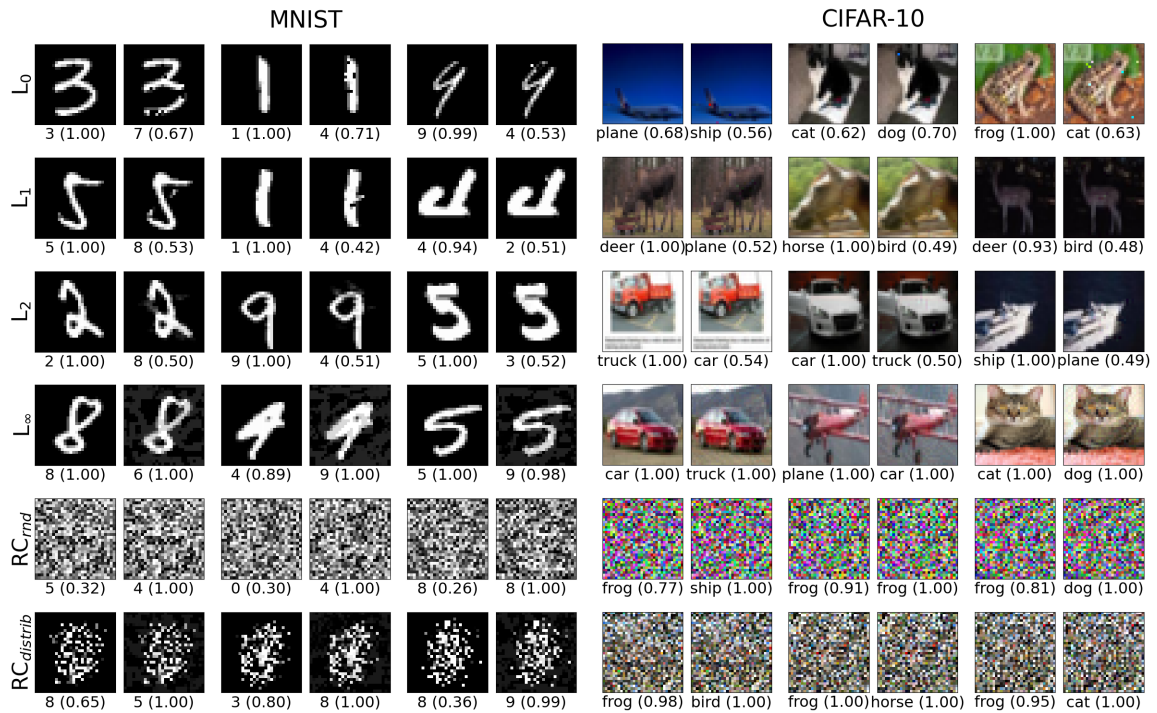 MNIST CIFAR-10
L0
3 (1.00) 7 (0.67) 1 (1.00) 4 (0.71) 9 (0.99) 4 (0.53) plane (0.68) ship (0.56) cat (0.62) dog (0.70) frog (1.00) cat (0.63)
L1
5 (1.00) 8 (0.53) 1 (1.00) 4 (0.42) 4 (0.94) 2 (0.51) deer (1.00) plane (0.52) horse (1.00) bird (0.49) deer (0.93) bird (0.48)
L2
2 (1.00) 8 (0.50) 9 (1.00) 4 (0.51) 5 (1.00) 3 (0.52) truck (1.00) car (0.54) car (1.00) truck (0.50) ship (1.00) plane (0.49)
L∞
8 (1.00) 6 (1.00) 4 (0.89) 9 (1.00) 5 (1.00) 9 (0.98) car (1.00) truck (1.00) plane (1.00) car (1.00) cat (1.00) dog (1.00)
RCrnd
5 (0.32) 4 (1.00) 0 (0.30) 4 (1.00) 8 (0.26) 8 (1.00) frog (0.77) ship (1.00) frog (0.91) frog (1.00) frog (0.81) dog (1.00)
RCdistrib
8 (0.65) 5 (1.00) 3 (0.80) 8 (1.00) 8 (0.36) 9 (0.99) frog (0.98) bird (1.00) frog (1.00) horse (1.00) frog (0.95) cat (1.00)